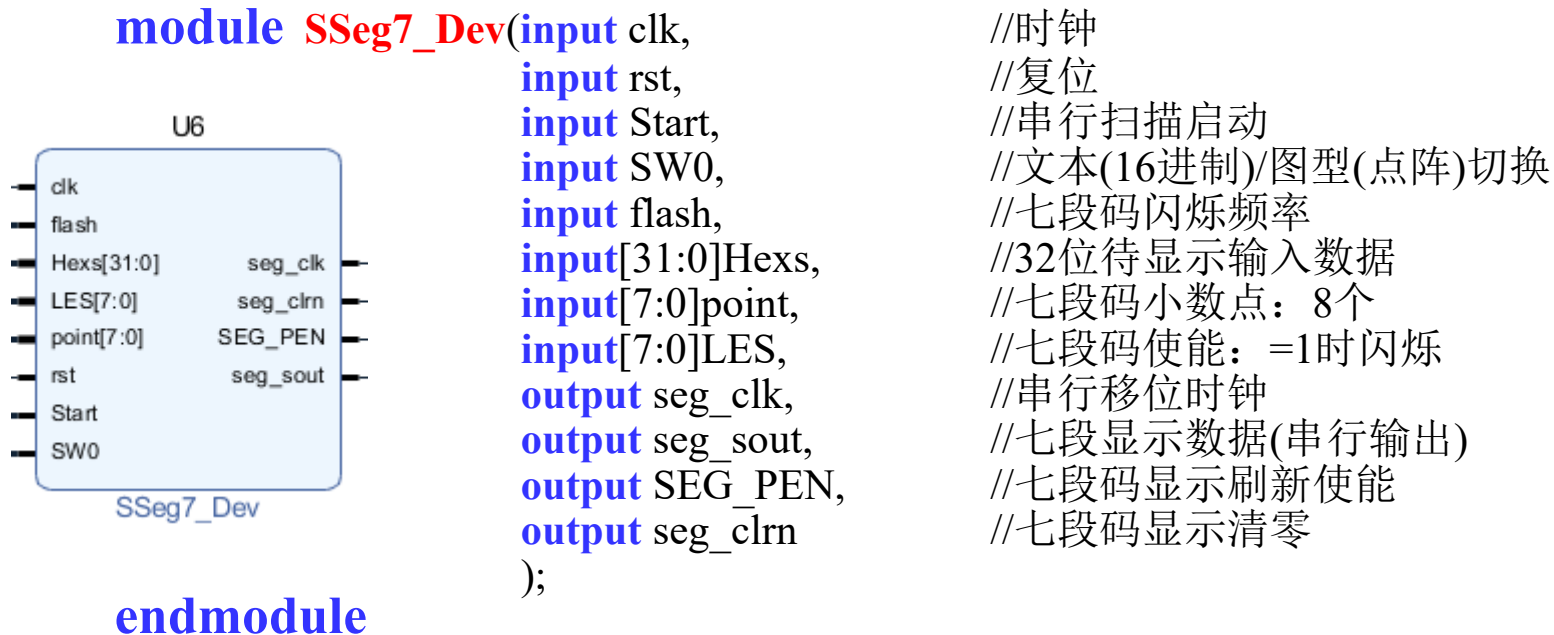 module SSeg7_Dev(input clk, //时钟
input rst, //复位
input Start, //串行扫描启动
input SW0, //文本(16进制)/图型(点阵)切换
input flash, //七段码闪烁频率
input[31:0]Hexs, //32位待显示输入数据
input[7:0]point, //七段码小数点：8个
input[7:0]LES, //七段码使能：=1时闪烁
output seg_clk, //串行移位时钟
output seg_sout, //七段显示数据(串行输出)
output SEG_PEN, //七段码显示刷新使能
output seg_clrn //七段码显示清零
);
endmodule
U6
clk
flash
Hexs[31:0] seg_clk
LES[7:0] seg_clrn
point[7:0] SEG_PEN
rst seg_sout
Start
SW0
SSeg7_Dev